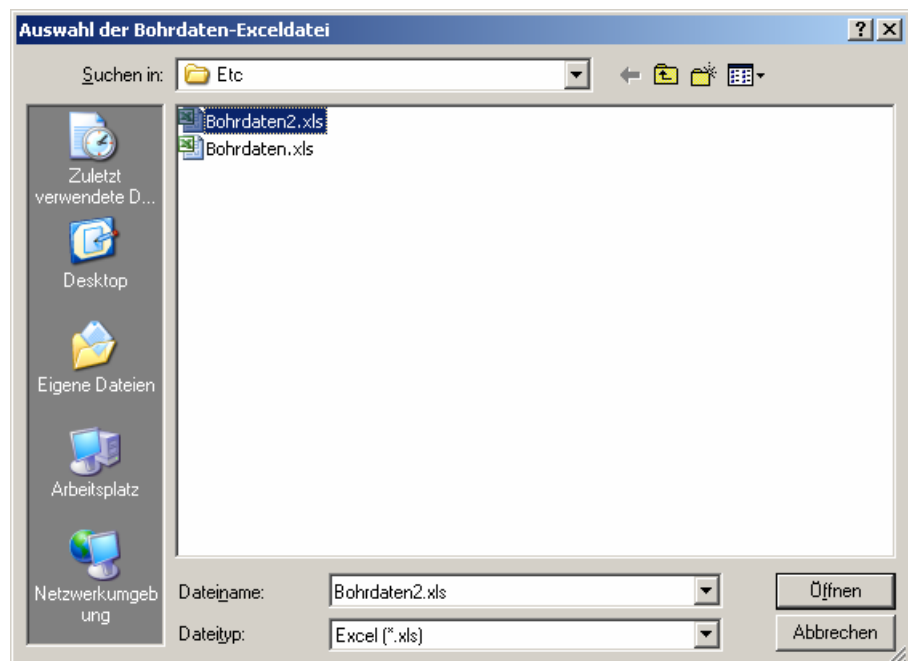 Auswahl der Bohrdaten-Exceldatei
Suchen in:
Etc
Bohrdaten2.xls
Bohrdaten.xls
Zuletzt
verwendete D...
Desktop
Eigene Dateien
Arbeitsplatz
Netzwerkumgeb
ung
Dateiname:
Bohrdaten2.xls
Öffnen
Dateityp:
Excel (*.xls)
Abbrechen